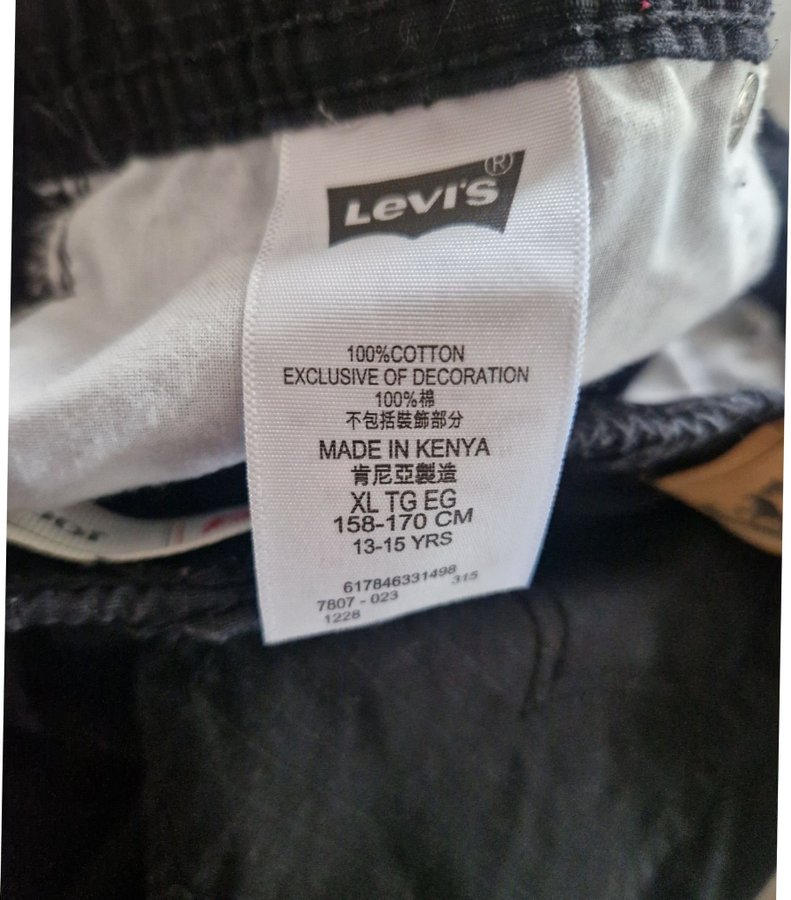 LEVI'S ®
100%COTTON
EXCLUSIVE OF DECORATION
100%棉
不包括裝飾部分
MADE IN KENYA
肯尼亞製造
XL TG EG
158-170 CM
13-15 YRS
617846331498
7807 - 023 315
1228